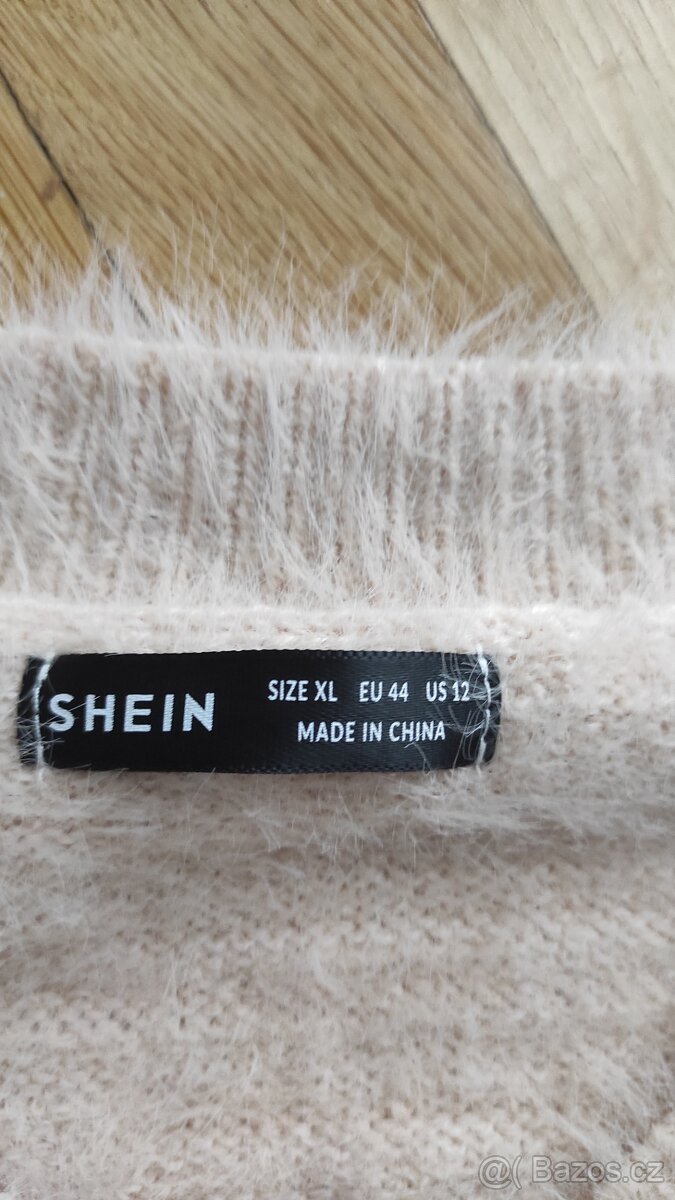 SHEIN
SIZE XL EU 44 US 12
MADE IN CHINA
@( Bazos.cz